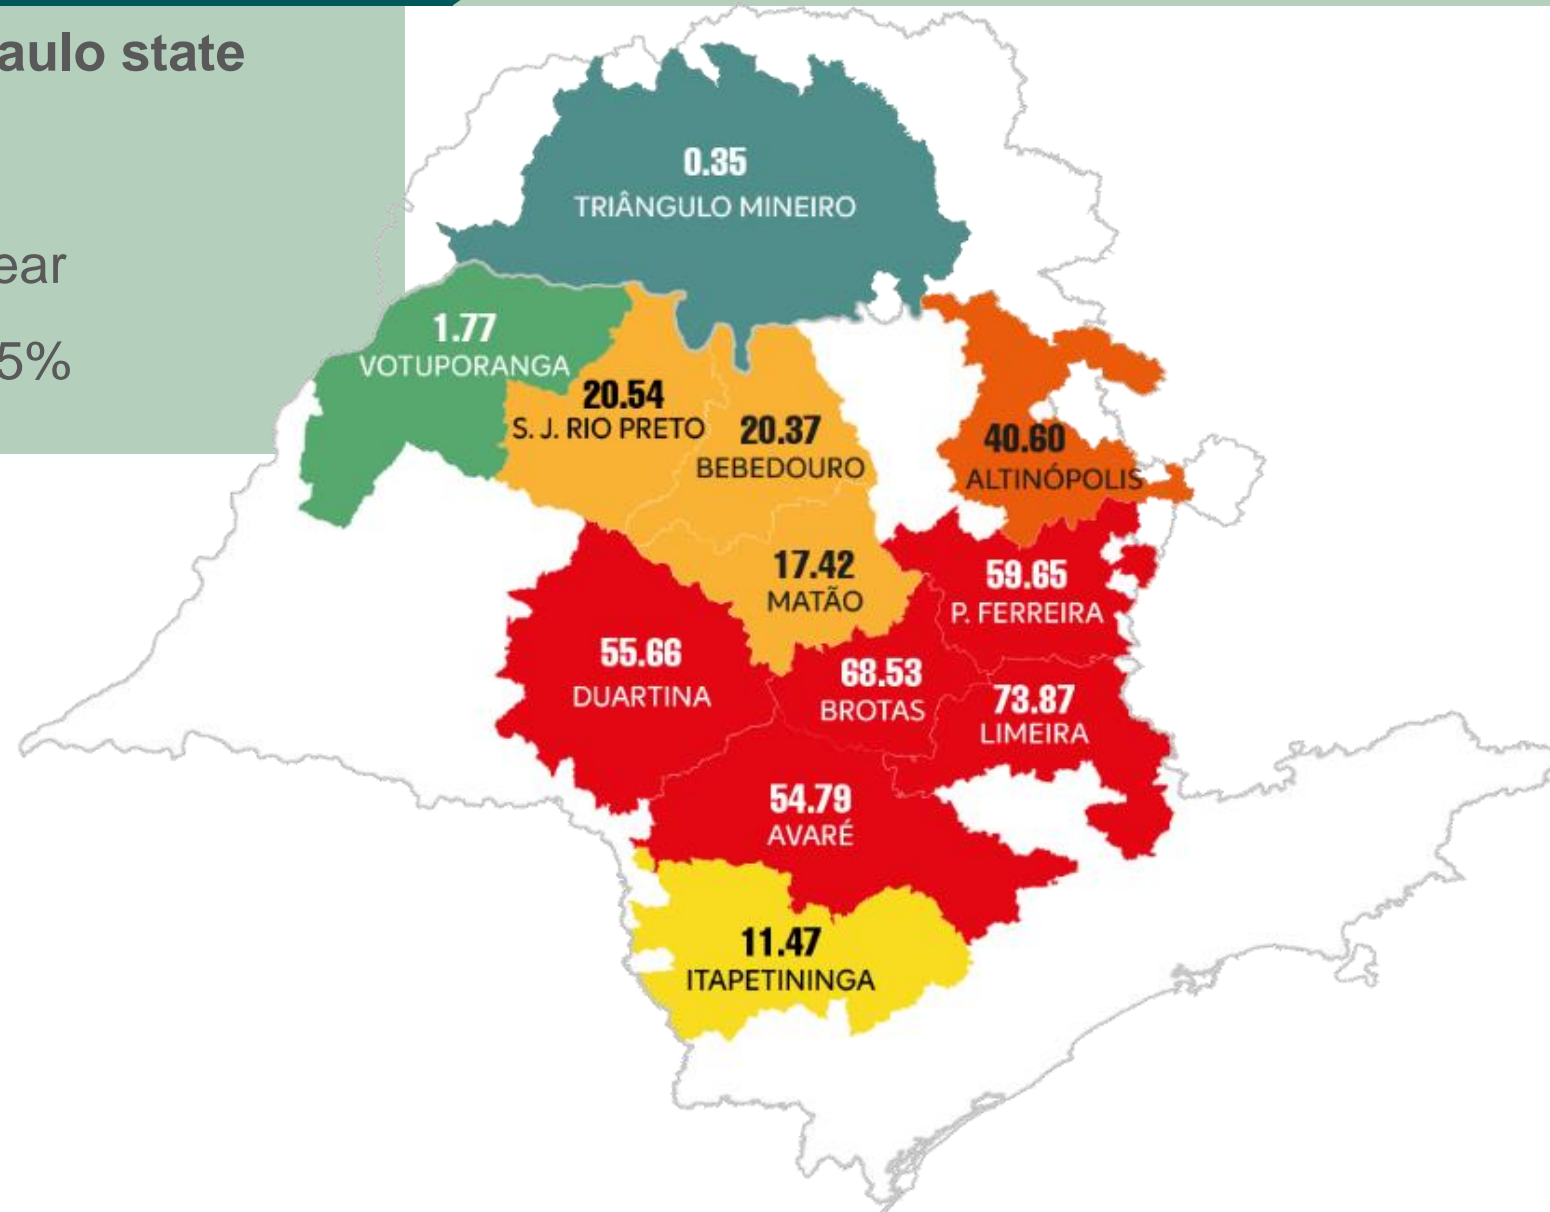 aulo state
ear
5%
0.35
TRIÂNGULO MINEIRO
1.77
VOTUPORANGA
20.54
S. J. RIO PRETO
20.37
BEBEDOURO
40.60
ALTINÓPOLIS
17.42
MATÃO
59.65
P. FERREIRA
55.66
DUARTINA
68.53
BROTAS
73.87
LIMEIRA
54.79
AVARÉ
11.47
ITAPETININGA